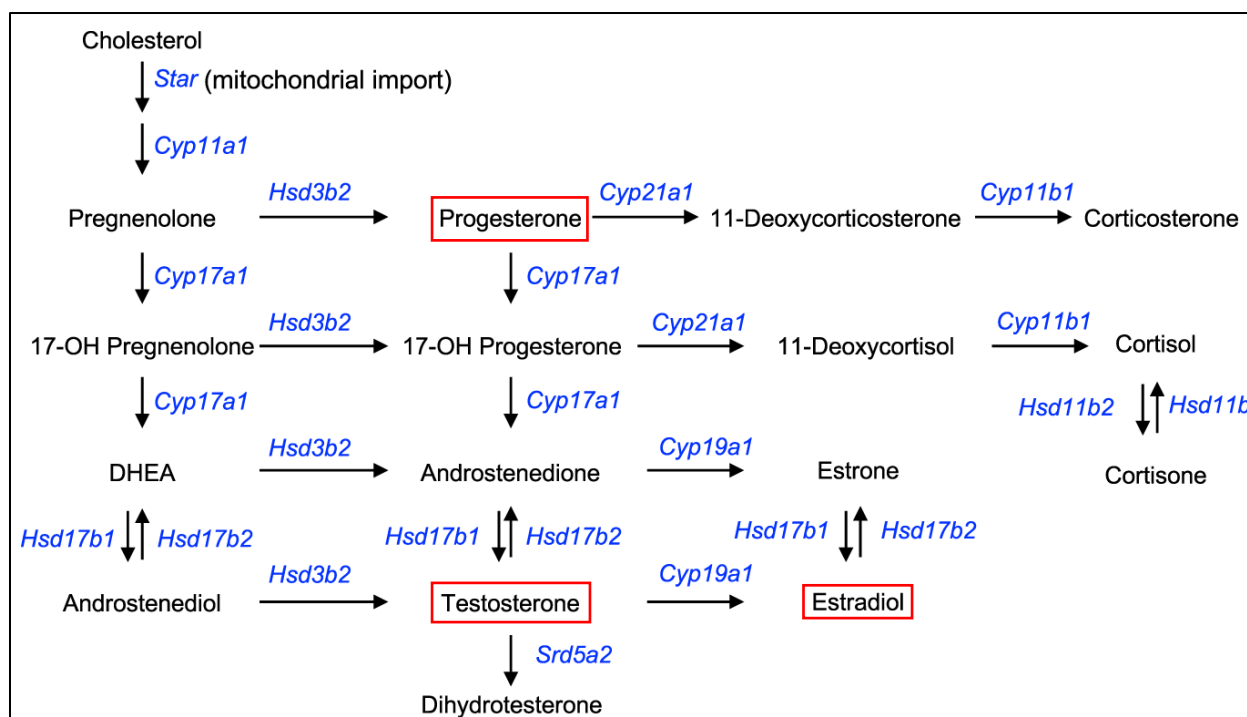 Cholesterol
Star (mitochondrial import)
Cyp11a1
Hsd3b2 Cyp21a1 Cyp11b1
Pregnenolone Progesterone 11-Deoxycorticosterone Corticosterone
Cyp17a1 Cyp17a1
Hsd3b2 Cyp21a1 Cyp11b1
17-OH Pregnenolone 17-OH Progesterone 11-Deoxycortisol Cortisol
Cyp17a1 Cyp17a1 Hsd11b2 Hsd11b
Hsd3b2 Cyp19a1
DHEA Androstenedione Estrone Cortisone
Hsd17b1 Hsd17b2 Hsd17b1 Hsd17b2 Hsd17b1 Hsd17b2
Hsd3b2 Cyp19a1
Androstenediol Testosterone Estradiol
Srd5a2
Dihydrotesterone